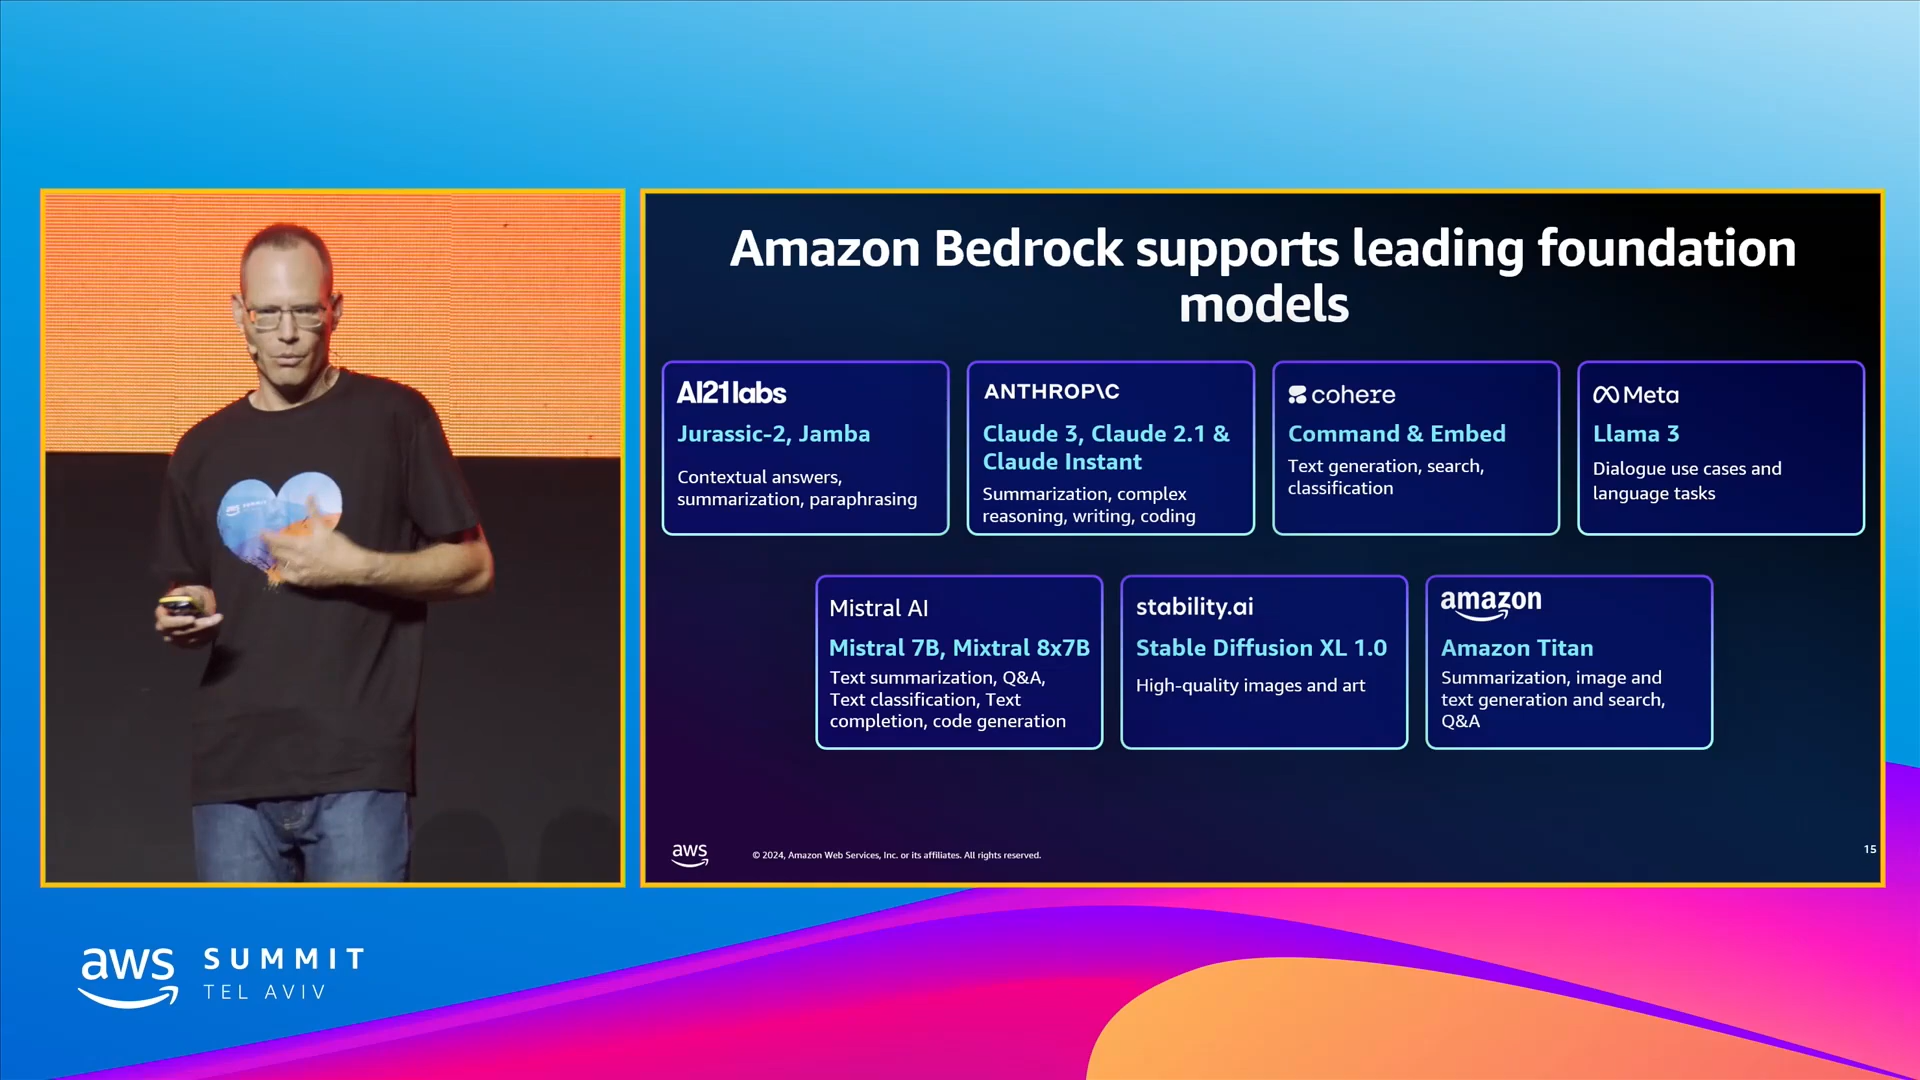 Amazon Bedrock supports leading foundation
models
AI21labs
Jurassic-2, Jamba
Contextual answers,
summarization, paraphrasing
ANTHROP\C
Claude 3, Claude 2.1 &
Claude Instant
Summarization, complex
reasoning, writing, coding
cohere
Command & Embed
Text generation, search,
classification
Meta
Llama 3
Dialogue use cases and
language tasks
Mistral AI
Mistral 7B, Mixtral 8x7B
Text summarization, Q&A,
Text classification, Text
completion, code generation
stability.ai
Stable Diffusion XL 1.0
High-quality images and art
amazon
Amazon Titan
Summarization, image and
text generation and search,
Q&A
aws
© 2024, Amazon Web Services, Inc. or its affiliates. All rights reserved.
15
aws SUMMIT
TEL AVIV
aws SUMMIT